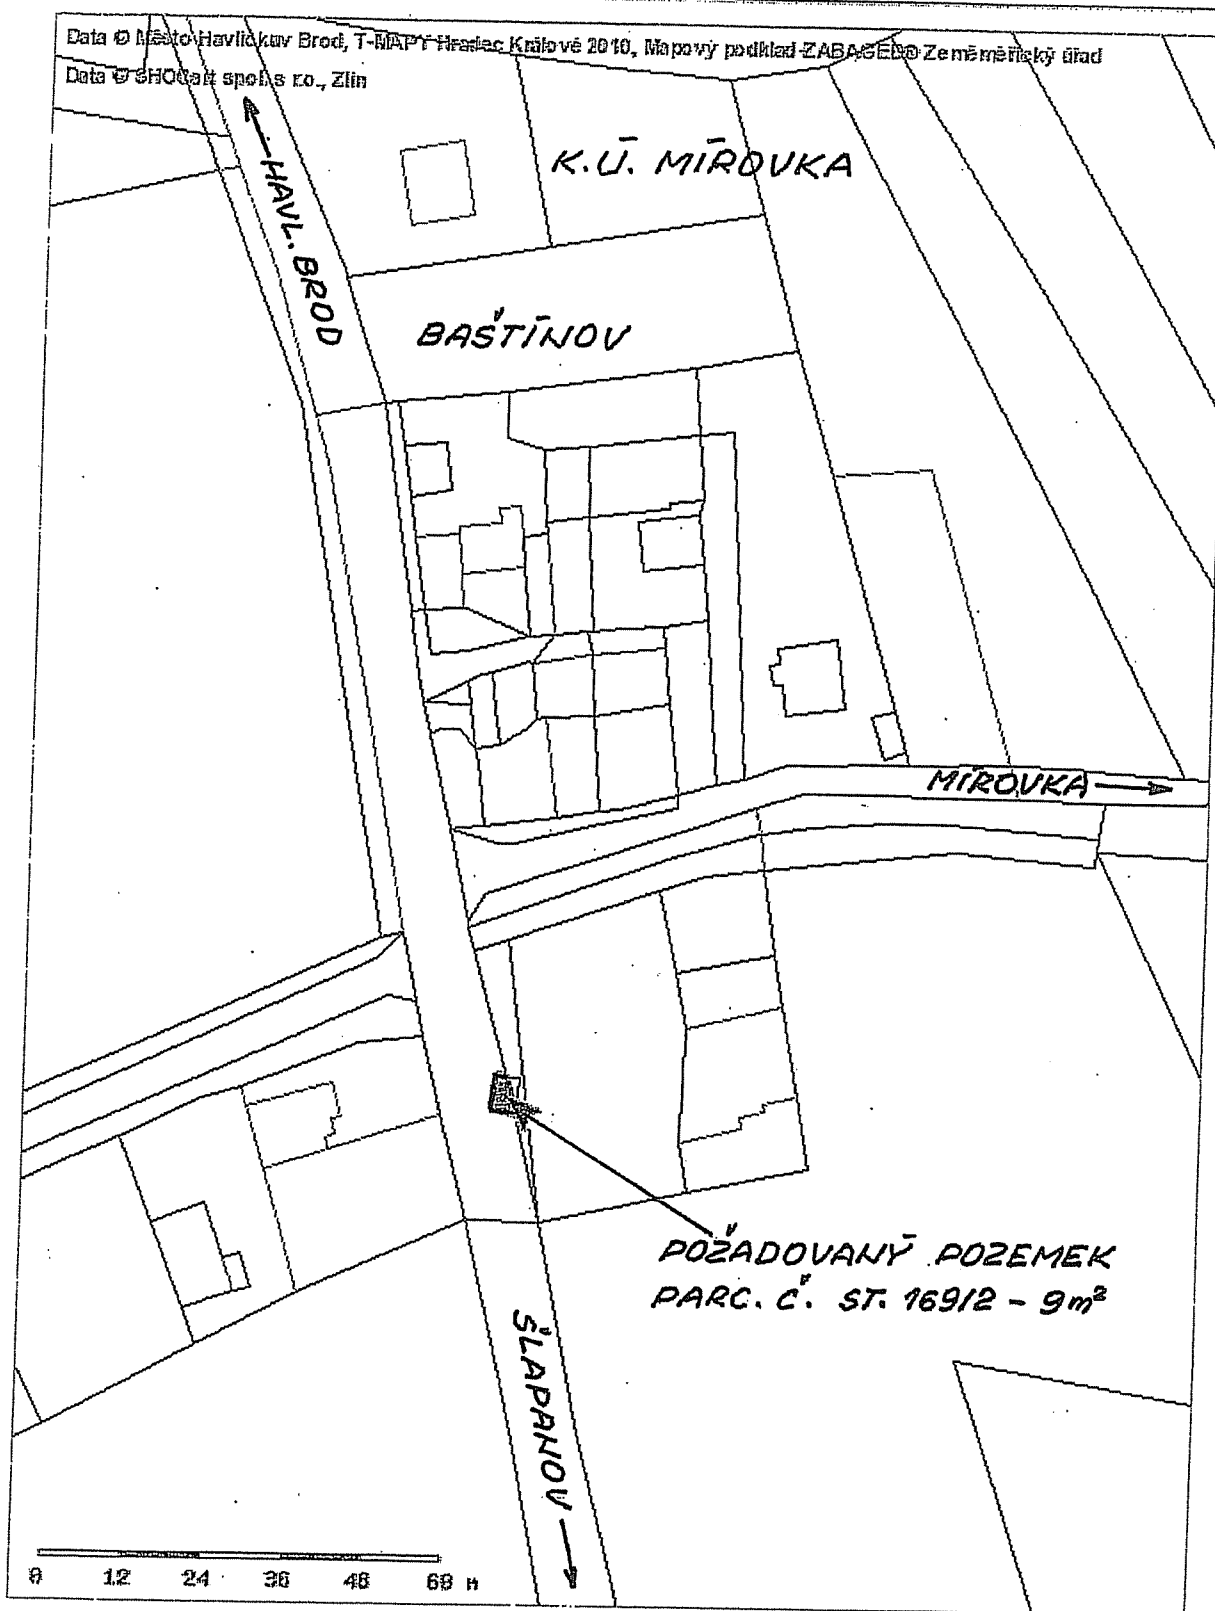 Data © Město Havlíčkův Brod, T-MAPY Hradec Králové 2010, Mapový podklad ZABAGED® Zeměměřický úřad
Data © SHOCart spol. s r.o., Zlín
K.Ú. MÍROVKA
HAVL. BROD
BAŠTÍNOV
MÍROVKA
POŽADOVANÝ POZEMEK
PARC. Č. ST. 169/2 - 9m²
ŠLAPANOV
0 12 24 36 48 60 m